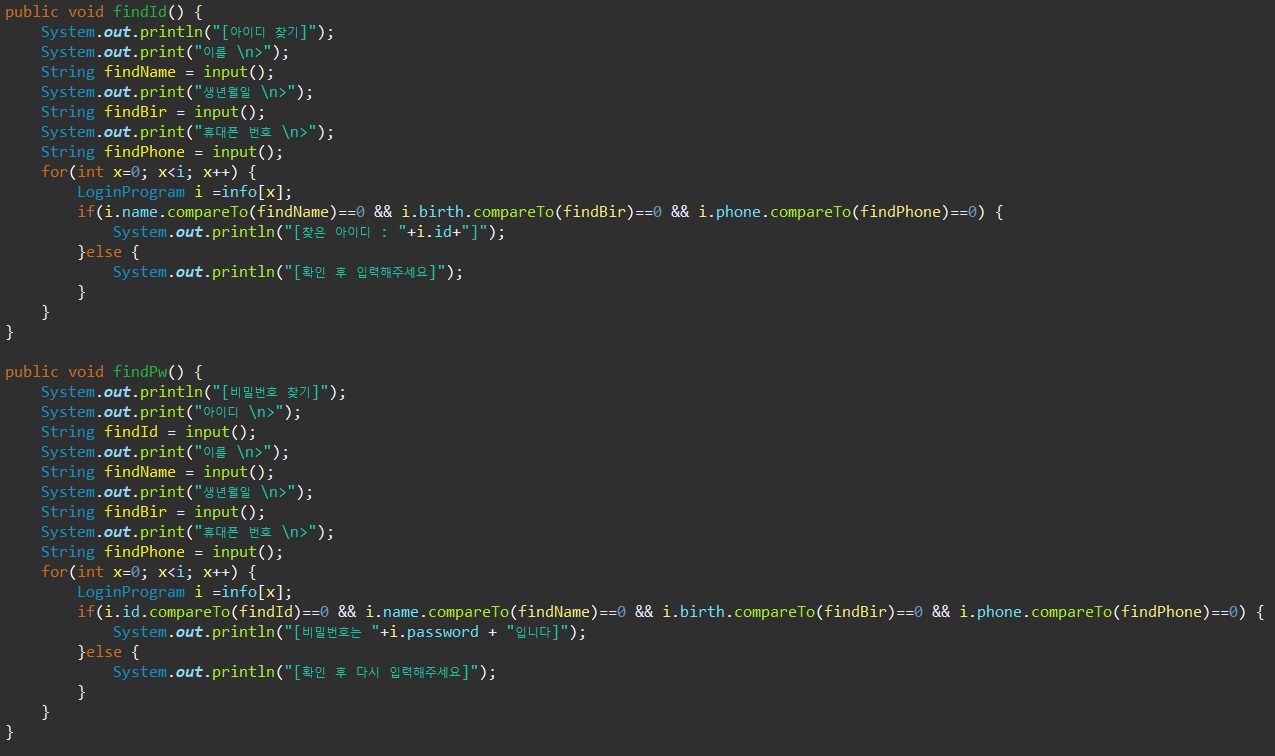 public void findId() {
System.out.println("[아이디 찾기]");
System.out.print("이름 \n>");
String findName = input();
System.out.print("생년월일 \n>");
String findBir = input();
System.out.print("휴대폰 번호 \n>");
String findPhone = input();
for(int x=0; x<i; x++) {
LoginProgram i =info[x];
if(i.name.compareTo(findName)==0 && i.birth.compareTo(findBir)==0 && i.phone.compareTo(findPhone)==0) {
System.out.println("[찾은 아이디 : "+i.id+"]");
}else {
System.out.println("[확인 후 입력해주세요]");
}
}
}
public void findPw() {
System.out.println("[비밀번호 찾기]");
System.out.print("아이디 \n>");
String findId = input();
System.out.print("이름 \n>");
String findName = input();
System.out.print("생년월일 \n>");
String findBir = input();
System.out.print("휴대폰 번호 \n>");
String findPhone = input();
for(int x=0; x<i; x++) {
LoginProgram i =info[x];
if(i.id.compareTo(findId)==0 && i.name.compareTo(findName)==0 && i.birth.compareTo(findBir)==0 && i.phone.compareTo(findPhone)==0) {
System.out.println("[비밀번호는 "+i.password + "입니다]");
}else {
System.out.println("[확인 후 다시 입력해주세요]");
}
}
}